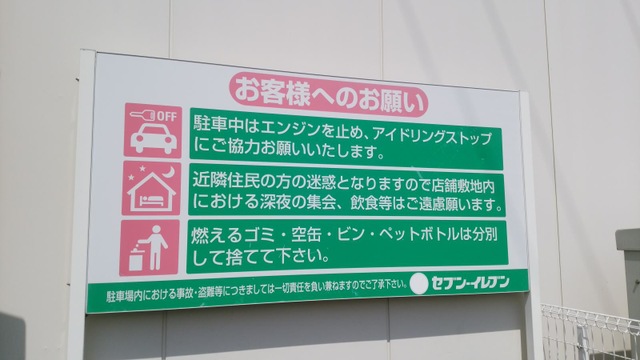 お客様へのお願い
OFF
駐車中はエンジンを止め、アイドリングストップ
にご協力お願いいたします。
近隣住民の方の迷惑となりますので店舗敷地内
における深夜の集会、飲食等はご遠慮願います。
燃えるゴミ・空缶・ビン・ペットボトルは分別
して捨てて下さい。
駐車場内における事故・盗難等につきましては一切責任を負い兼ねますのでご了承下さい。
セブン-イレブン